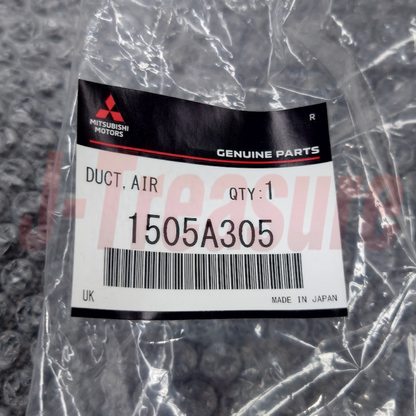 R
MITSUBISHI
MOTORS
GENUINE PARTS
DUCT, AIR
QTY:1
1505A305
UK
MADE IN JAPAN
J-Treasure